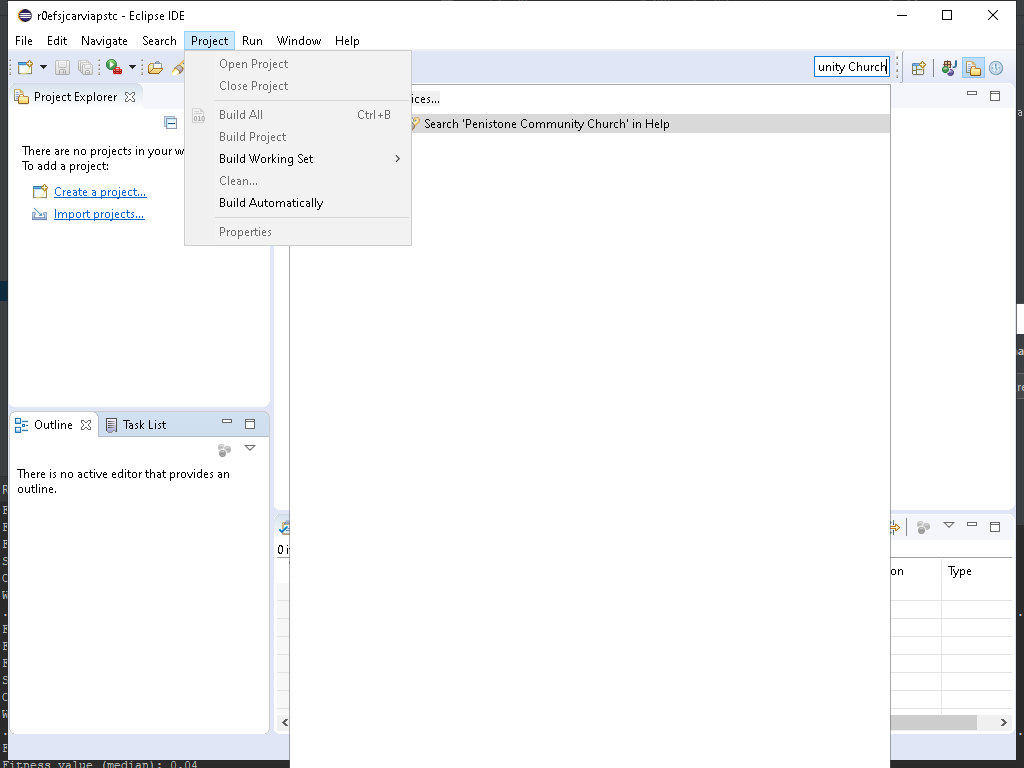 r0efsjcarviapstc - Eclipse IDE
File Edit Navigate Search Project Run Window Help
Open Project
unity Church
Close Project
Project Explorer
ices...
Build All Ctrl+B
Search 'Penistone Community Church' in Help
Build Project
There are no projects in your w
Build Working Set
To add a project:
Clean...
Create a project...
Build Automatically
Import projects...
Properties
Outline Task List
There is no active editor that provides an
outline.
0 i
on Type
Fitness value (median): 0.04